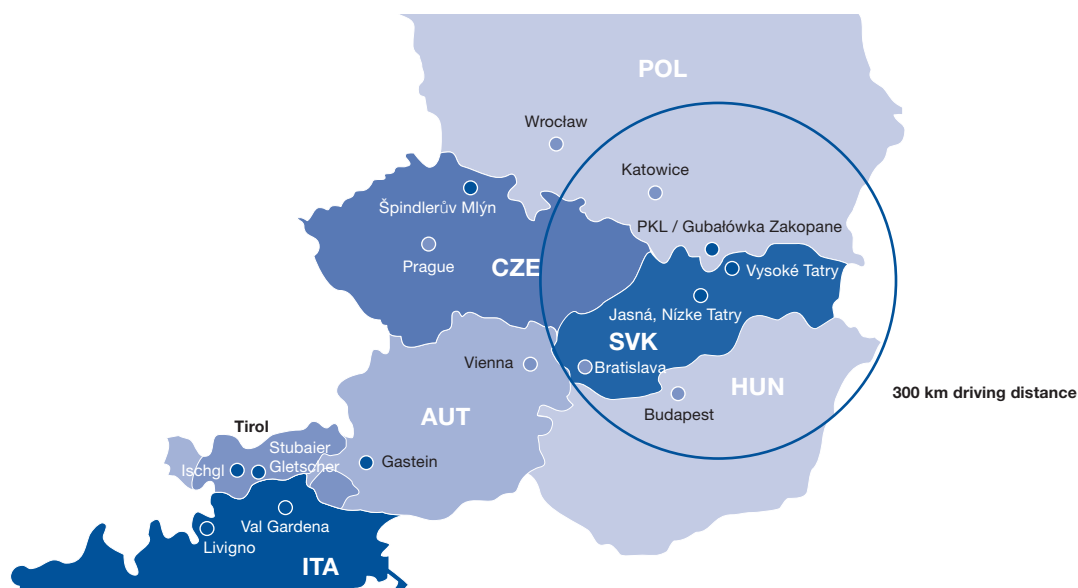 POL
Wrocław
Katowice
Špindlerův Mlýn
PKL / Gubałówka Zakopane
Prague
CZE
Vysoké Tatry
Jasná, Nízke Tatry
SVK
Vienna
Bratislava
HUN
300 km driving distance
Budapest
AUT
Tirol
Stubaier
Gletscher
Ischgl
Gastein
Val Gardena
Livigno
ITA